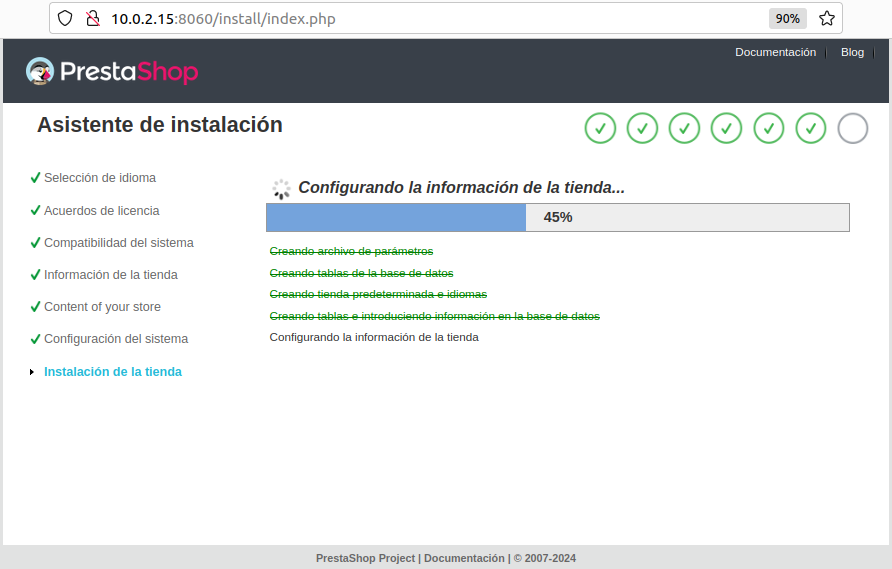 10.0.2.15:8060/install/index.php
90%
Documentación
Blog
PrestaShop
Asistente de instalación
Selección de idioma
Acuerdos de licencia
Compatibilidad del sistema
Información de la tienda
Content of your store
Configuración del sistema
Instalación de la tienda
Configurando la información de la tienda...
45%
Creando archivo de parámetros
Creando tablas de la base de datos
Creando tienda predeterminada e idiomas
Creando tablas e introduciendo información en la base de datos
Configurando la información de la tienda
PrestaShop Project | Documentación | © 2007-2024